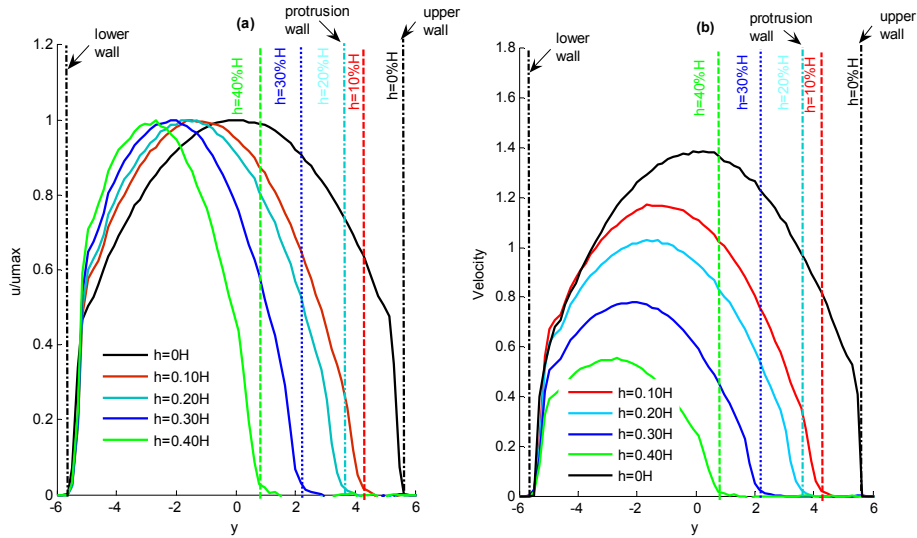 (a)
lower
wall
protrusion
wall
upper
wall
h=40%H
h=30%H
h=20%H
h=10%H
h=0%H
1.2
1
0.8
0.6
0.4
0.2
0
u/umax
h=0H
h=0.10H
h=0.20H
h=0.30H
h=0.40H
-6
-4
-2
0
2
4
6
y
(b)
lower
wall
protrusion
wall
upper
wall
h=40%H
h=30%H
h=20%H
h=10%H
h=0%H
1.8
1.6
1.4
1.2
1
0.8
0.6
0.4
0.2
0
Velocity
h=0.10H
h=0.20H
h=0.30H
h=0.40H
h=0H
-6
-4
-2
0
2
4
6
y